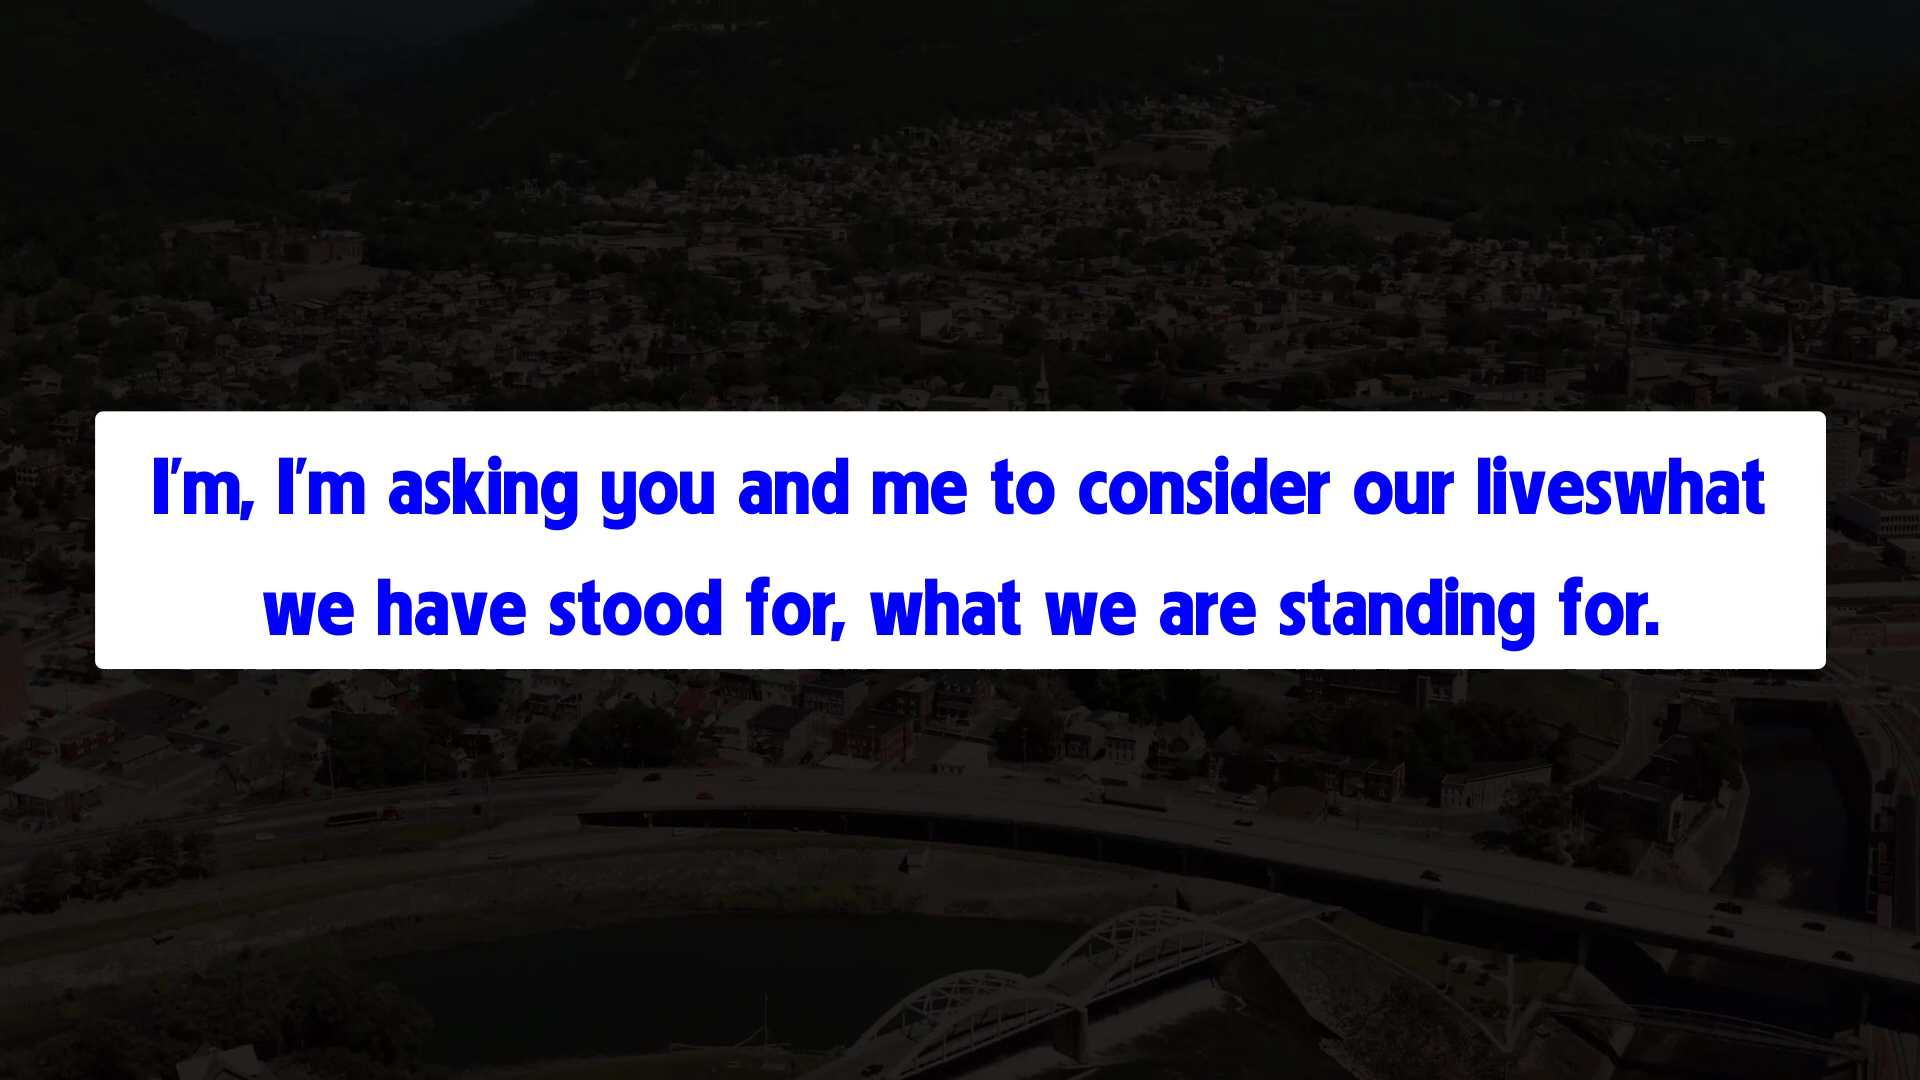 I'm, I'm asking you and me to consider our liveswhat
we have stood for, what we are standing for.